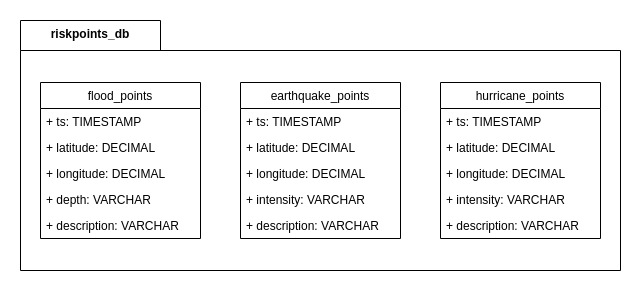 riskpoints_db
flood_points
+ ts: TIMESTAMP
+ latitude: DECIMAL
+ longitude: DECIMAL
+ depth: VARCHAR
+ description: VARCHAR
earthquake_points
+ ts: TIMESTAMP
+ latitude: DECIMAL
+ longitude: DECIMAL
+ intensity: VARCHAR
+ description: VARCHAR
hurricane_points
+ ts: TIMESTAMP
+ latitude: DECIMAL
+ longitude: DECIMAL
+ intensity: VARCHAR
+ description: VARCHAR